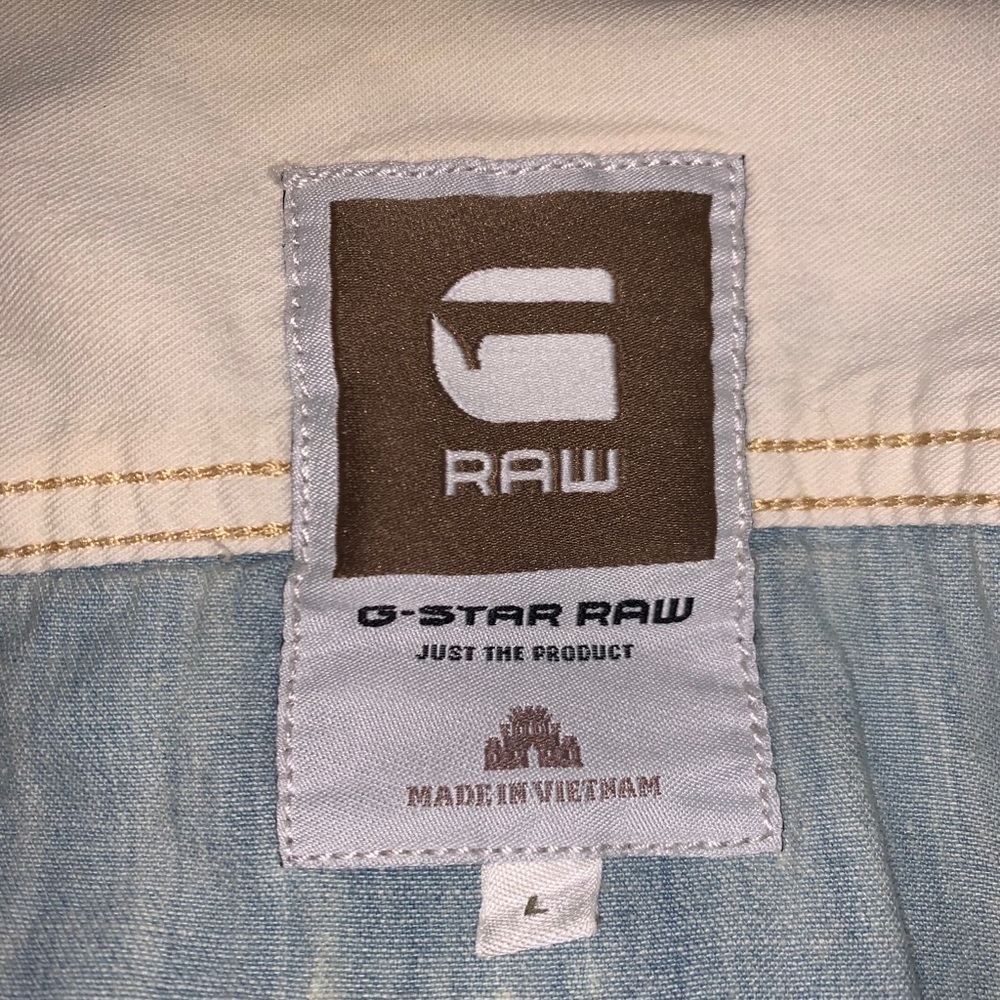 G
RAW
G-STAR RAW
JUST THE PRODUCT
MADE IN VIETNAM
L